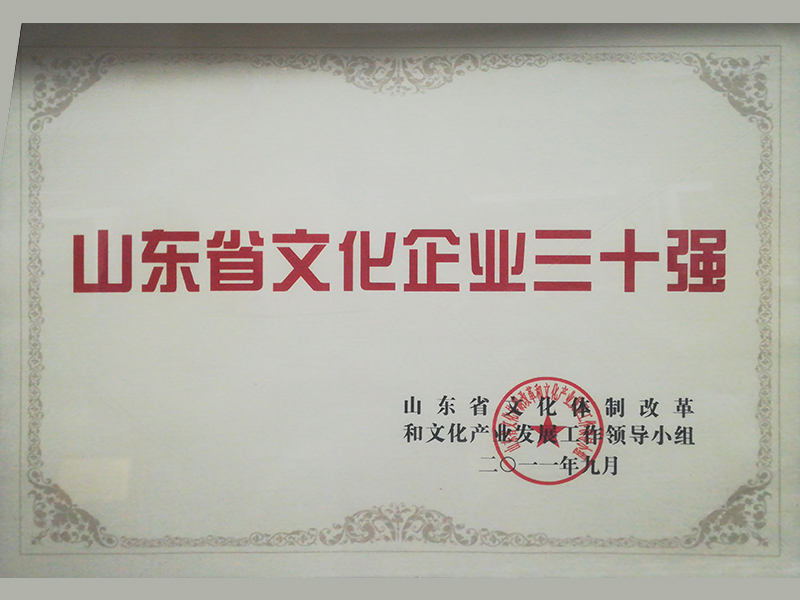 山东省文化企业三十强
山东省文化体制改革
和文化产业发展工作领导小组
二〇一一年九月